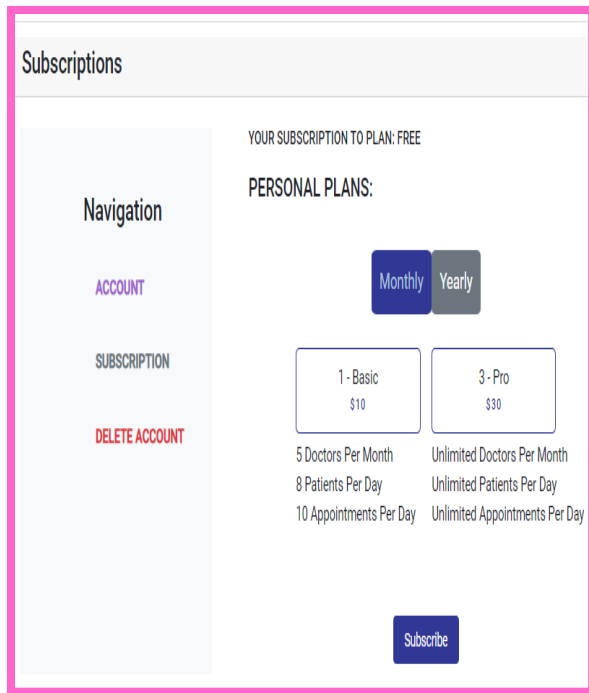 Subscriptions
YOUR SUBSCRIPTION TO PLAN: FREE
PERSONAL PLANS:
Navigation
ACCOUNT
SUBSCRIPTION
DELETE ACCOUNT
Monthly Yearly
1 - Basic
$10
5 Doctors Per Month
8 Patients Per Day
10 Appointments Per Day
3 - Pro
$30
Unlimited Doctors Per Month
Unlimited Patients Per Day
Unlimited Appointments Per Day
Subscribe